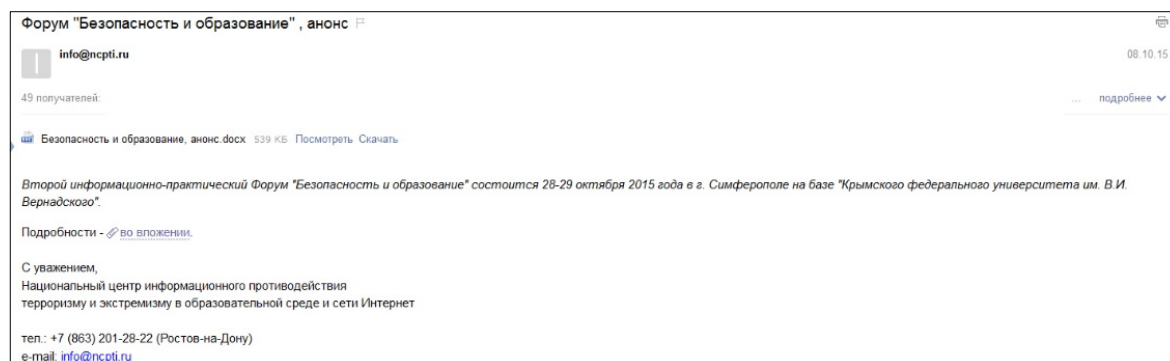 Форум "Безопасность и образование" , анонс
info@ncpti.ru
08.10.15
49 получателей:
... подробнее
Безопасность и образование, анонс.docx 539 КБ Посмотреть Скачать
Второй информационно-практический Форум "Безопасность и образование" состоится 28-29 октября 2015 года в г. Симферополе на базе "Крымского федерального университета им. В.И.
Вернадского".
Подробности - во вложении.
С уважением,
Национальный центр информационного противодействия
терроризму и экстремизму в образовательной среде и сети Интернет
тел.: +7 (863) 201-28-22 (Ростов-на-Дону)
e-mail: info@ncpti.ru